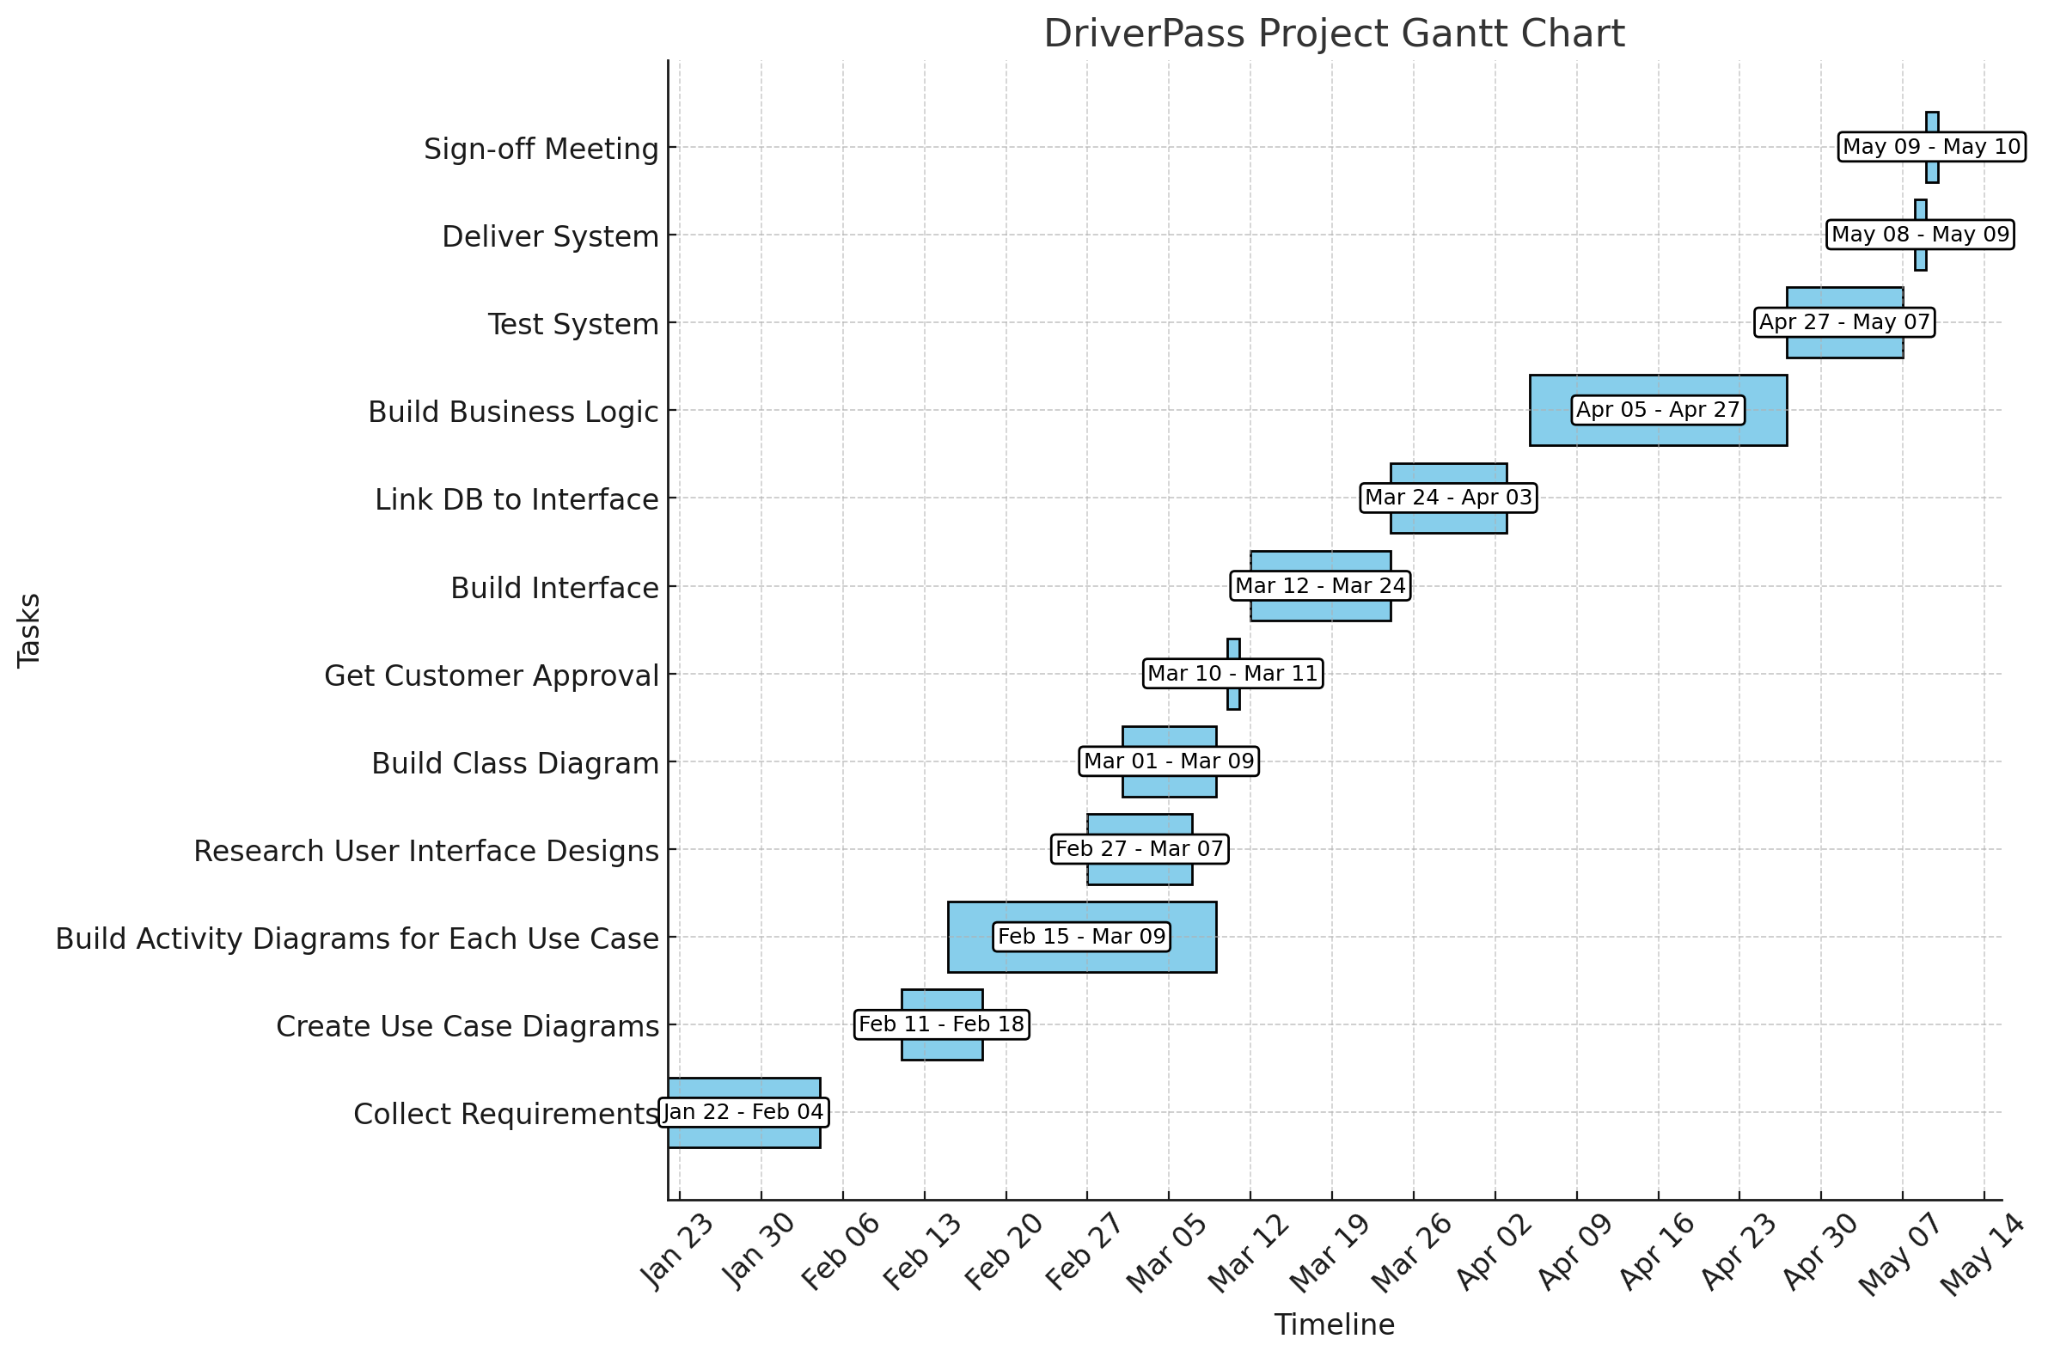 DriverPass Project Gantt Chart
Tasks
Sign-off Meeting
May 09 - May 10
Deliver System
May 08 - May 09
Test System
Apr 27 - May 07
Build Business Logic
Apr 05 - Apr 27
Link DB to Interface
Mar 24 - Apr 03
Build Interface
Mar 12 - Mar 24
Get Customer Approval
Mar 10 - Mar 11
Build Class Diagram
Mar 01 - Mar 09
Research User Interface Designs
Feb 27 - Mar 07
Build Activity Diagrams for Each Use Case
Feb 15 - Mar 09
Create Use Case Diagrams
Feb 11 - Feb 18
Collect Requirements
Jan 22 - Feb 04
Jan 23
Jan 30
Feb 06
Feb 13
Feb 20
Feb 27
Mar 05
Mar 12
Mar 19
Mar 26
Apr 02
Apr 09
Apr 16
Apr 23
Apr 30
May 07
May 14
Timeline